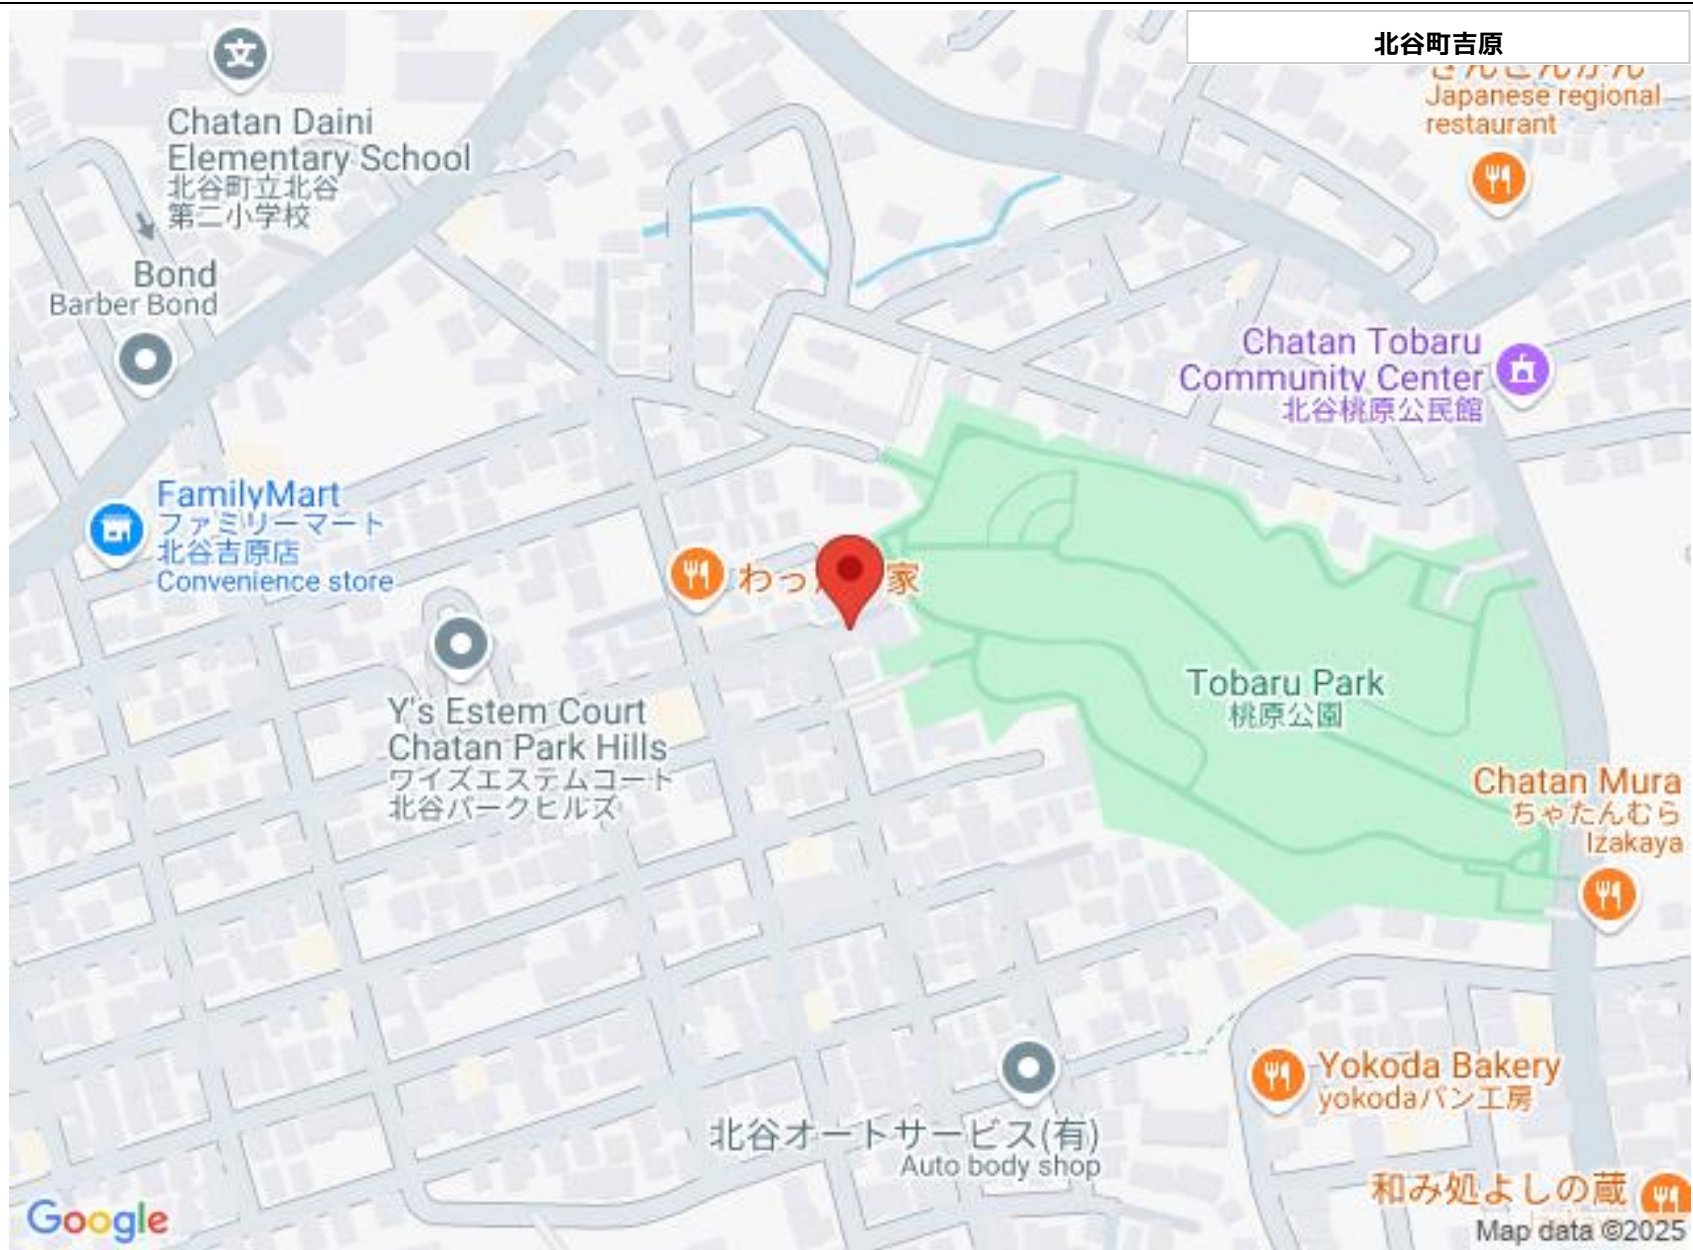 北谷町吉原
Japanese regional
restaurant
Chatan Daini
Elementary School
北谷町立北谷
第二小学校
Bond
Barber Bond
Chatan Tobaru
Community Center
北谷桃原公民館
FamilyMart
ファミリーマート
北谷吉原店
Convenience store
わっ
家
Y's Estem Court
Chatan Park Hills
ワイズエステムコート
北谷パークヒルズ
Tobaru Park
桃原公園
Chatan Mura
ちゃたんむら
Izakaya
Yokoda Bakery
yokodaパン工房
北谷オートサービス(有)
Auto body shop
和み処よしの蔵
Google
Map data ©2025